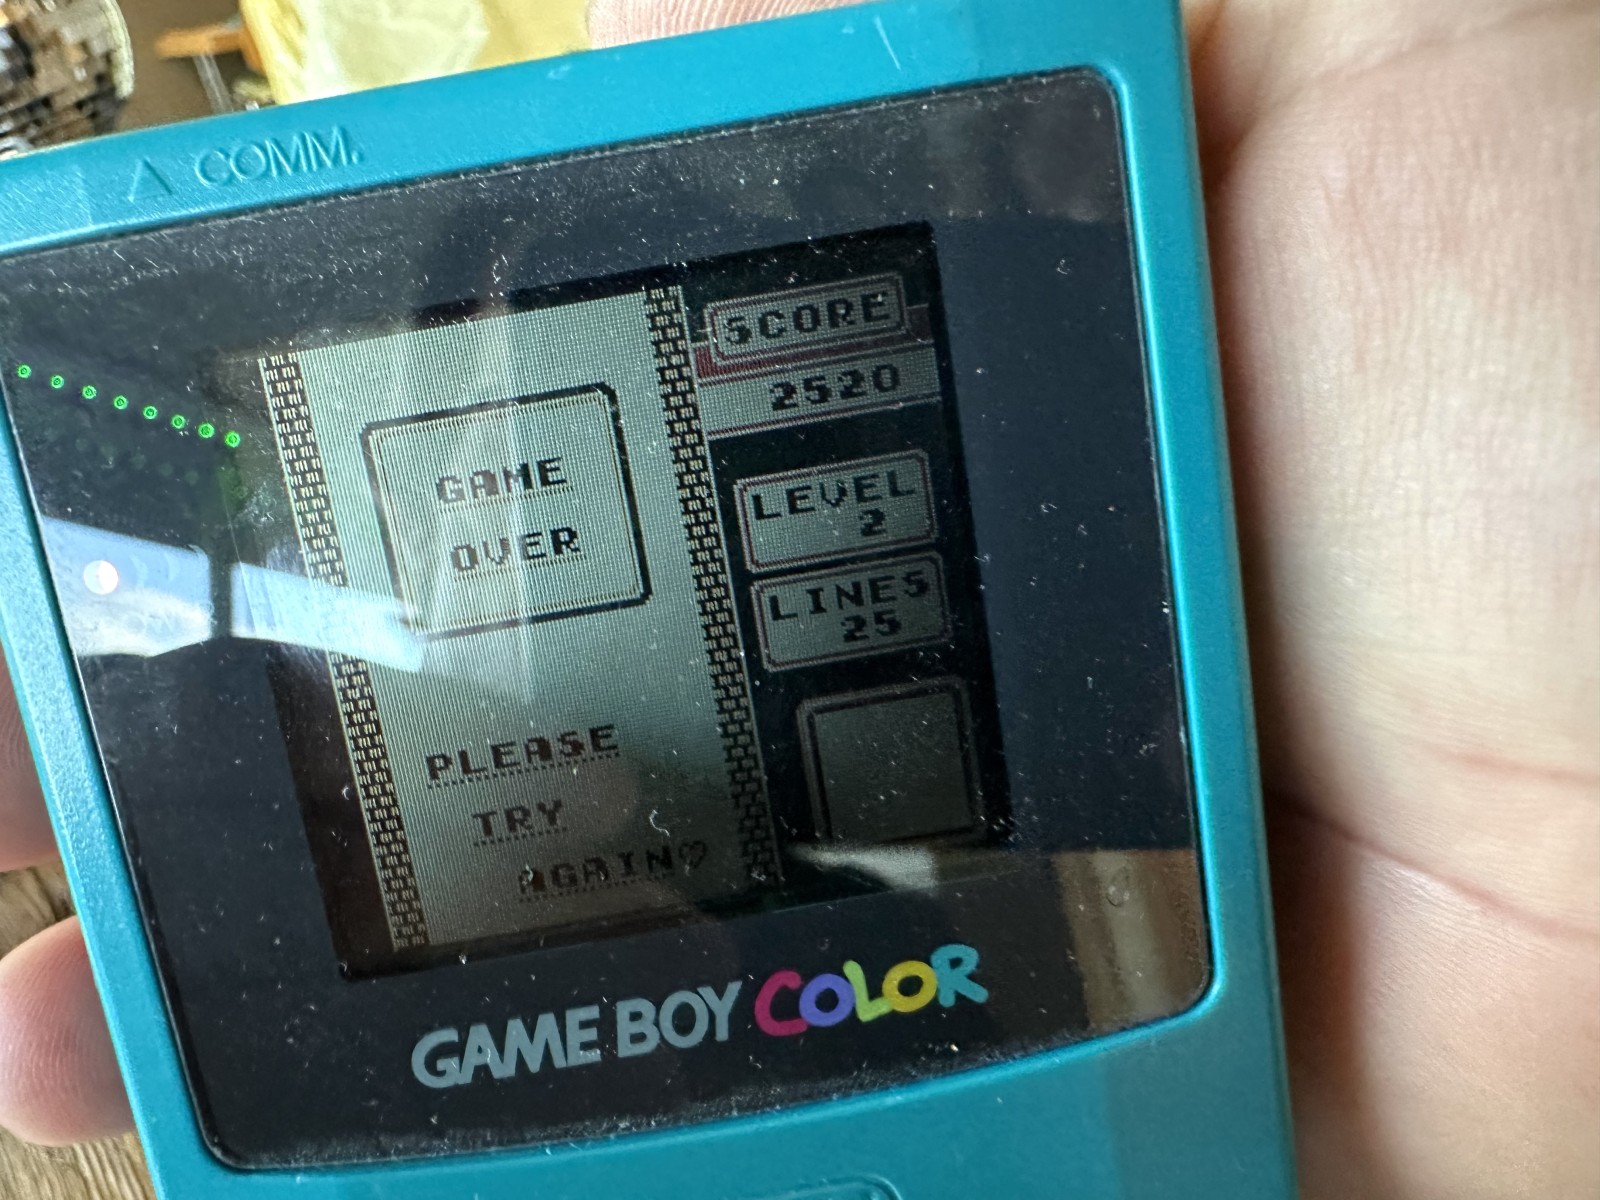 △ COMM.
SCORE
2520
GAME
OVER
LEVEL
2
LINES
25
PLEASE
TRY
AGAIN♡
GAME BOY COLOR